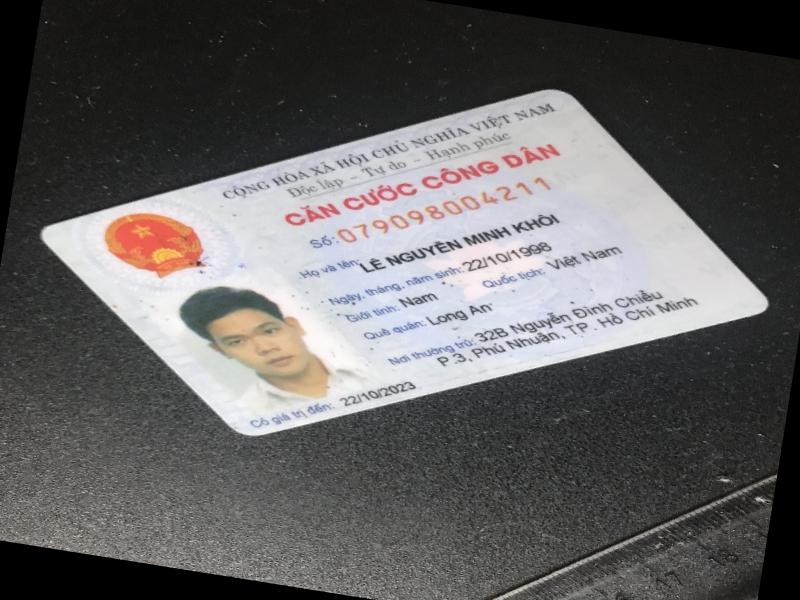 CỘNG HÒA XÃ HỘI CHỦ NGHĨA VIỆT NAM
Độc lập - Tự do - Hạnh phúc
CĂN CƯỚC CÔNG DÂN
Số: 079098004211
Họ và tên: LÊ NGUYỄN MINH KHÔI
Ngày, tháng, năm sinh: 22/10/1998
Giới tính: Nam Quốc tịch: Việt Nam
Quê quán: Long An
Nơi thường trú: 32B Nguyễn Đình Chiểu
P.3, Phú Nhuận, TP. Hồ Chí Minh
Có giá trị đến: 22/10/2023